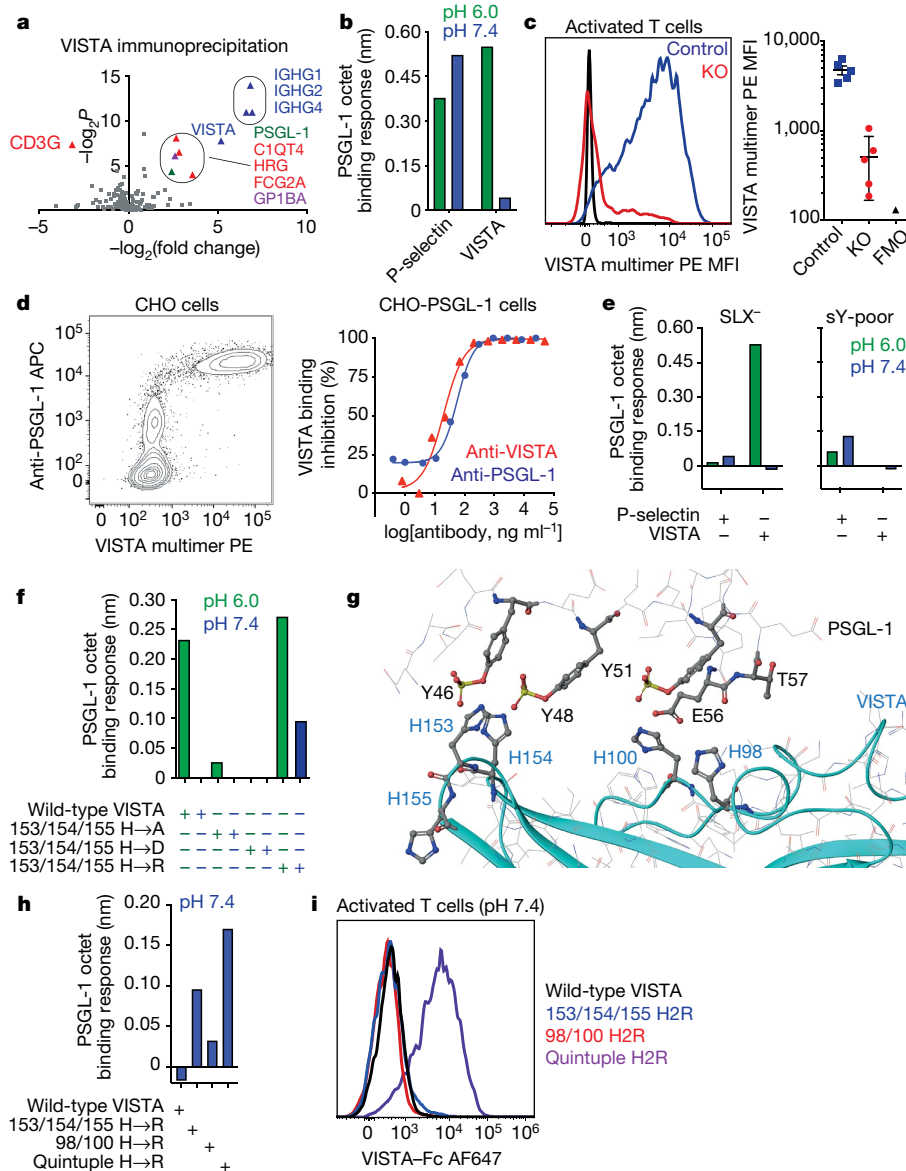 a
VISTA immunoprecipitation
15
10
5
0
–log2P
−5
0
5
10
–log2(fold change)
CD3G
VISTA
IGHG1
IGHG2
IGHG4
PSGL-1
C1QT4
HRG
FCG2A
GP1BA
b
pH 6.0
pH 7.4
PSGL-1 octet
binding response (nm)
0.60
0.45
0.30
0.15
0
P-selectin
VISTA
c
Activated T cells
Control
KO
0
10³
10⁴
10⁵
VISTA multimer PE MFI
VISTA multimer PE MFI
10,000
1,000
100
Control
KO
FMO
d
CHO cells
Anti-PSGL-1 APC
10⁵
10⁴
10³
10²
0
0
10²
10³
10⁴
10⁵
VISTA multimer PE
CHO-PSGL-1 cells
VISTA binding
inhibition (%)
100
75
50
25
0
Anti-VISTA
Anti-PSGL-1
−1
0
1
2
3
4
5
log[antibody, ng ml⁻¹]
e
SLX⁻
sY-poor
pH 6.0
pH 7.4
PSGL-1 octet
binding response (nm)
0.60
0.45
0.30
0.15
0
P-selectin + − + −
VISTA − + − +
f
pH 6.0
pH 7.4
PSGL-1 octet
binding response (nm)
0.30
0.25
0.20
0.15
0.10
0.05
0
Wild-type VISTA + + − − − − − −
153/154/155 H→A − − + + − − − −
153/154/155 H→D − − − − + + − −
153/154/155 H→R − − − − − − + +
g
PSGL-1
Y46
Y48
Y51
E56
T57
VISTA
H153
H154
H155
H100
H98
h
pH 7.4
PSGL-1 octet
binding response (nm)
0.20
0.15
0.10
0.05
0
Wild-type VISTA +
153/154/155 H→R +
98/100 H→R +
Quintuple H→R +
i
Activated T cells (pH 7.4)
Wild-type VISTA
153/154/155 H2R
98/100 H2R
Quintuple H2R
0
10³
10⁴
10⁵
10⁶
VISTA–Fc AF647